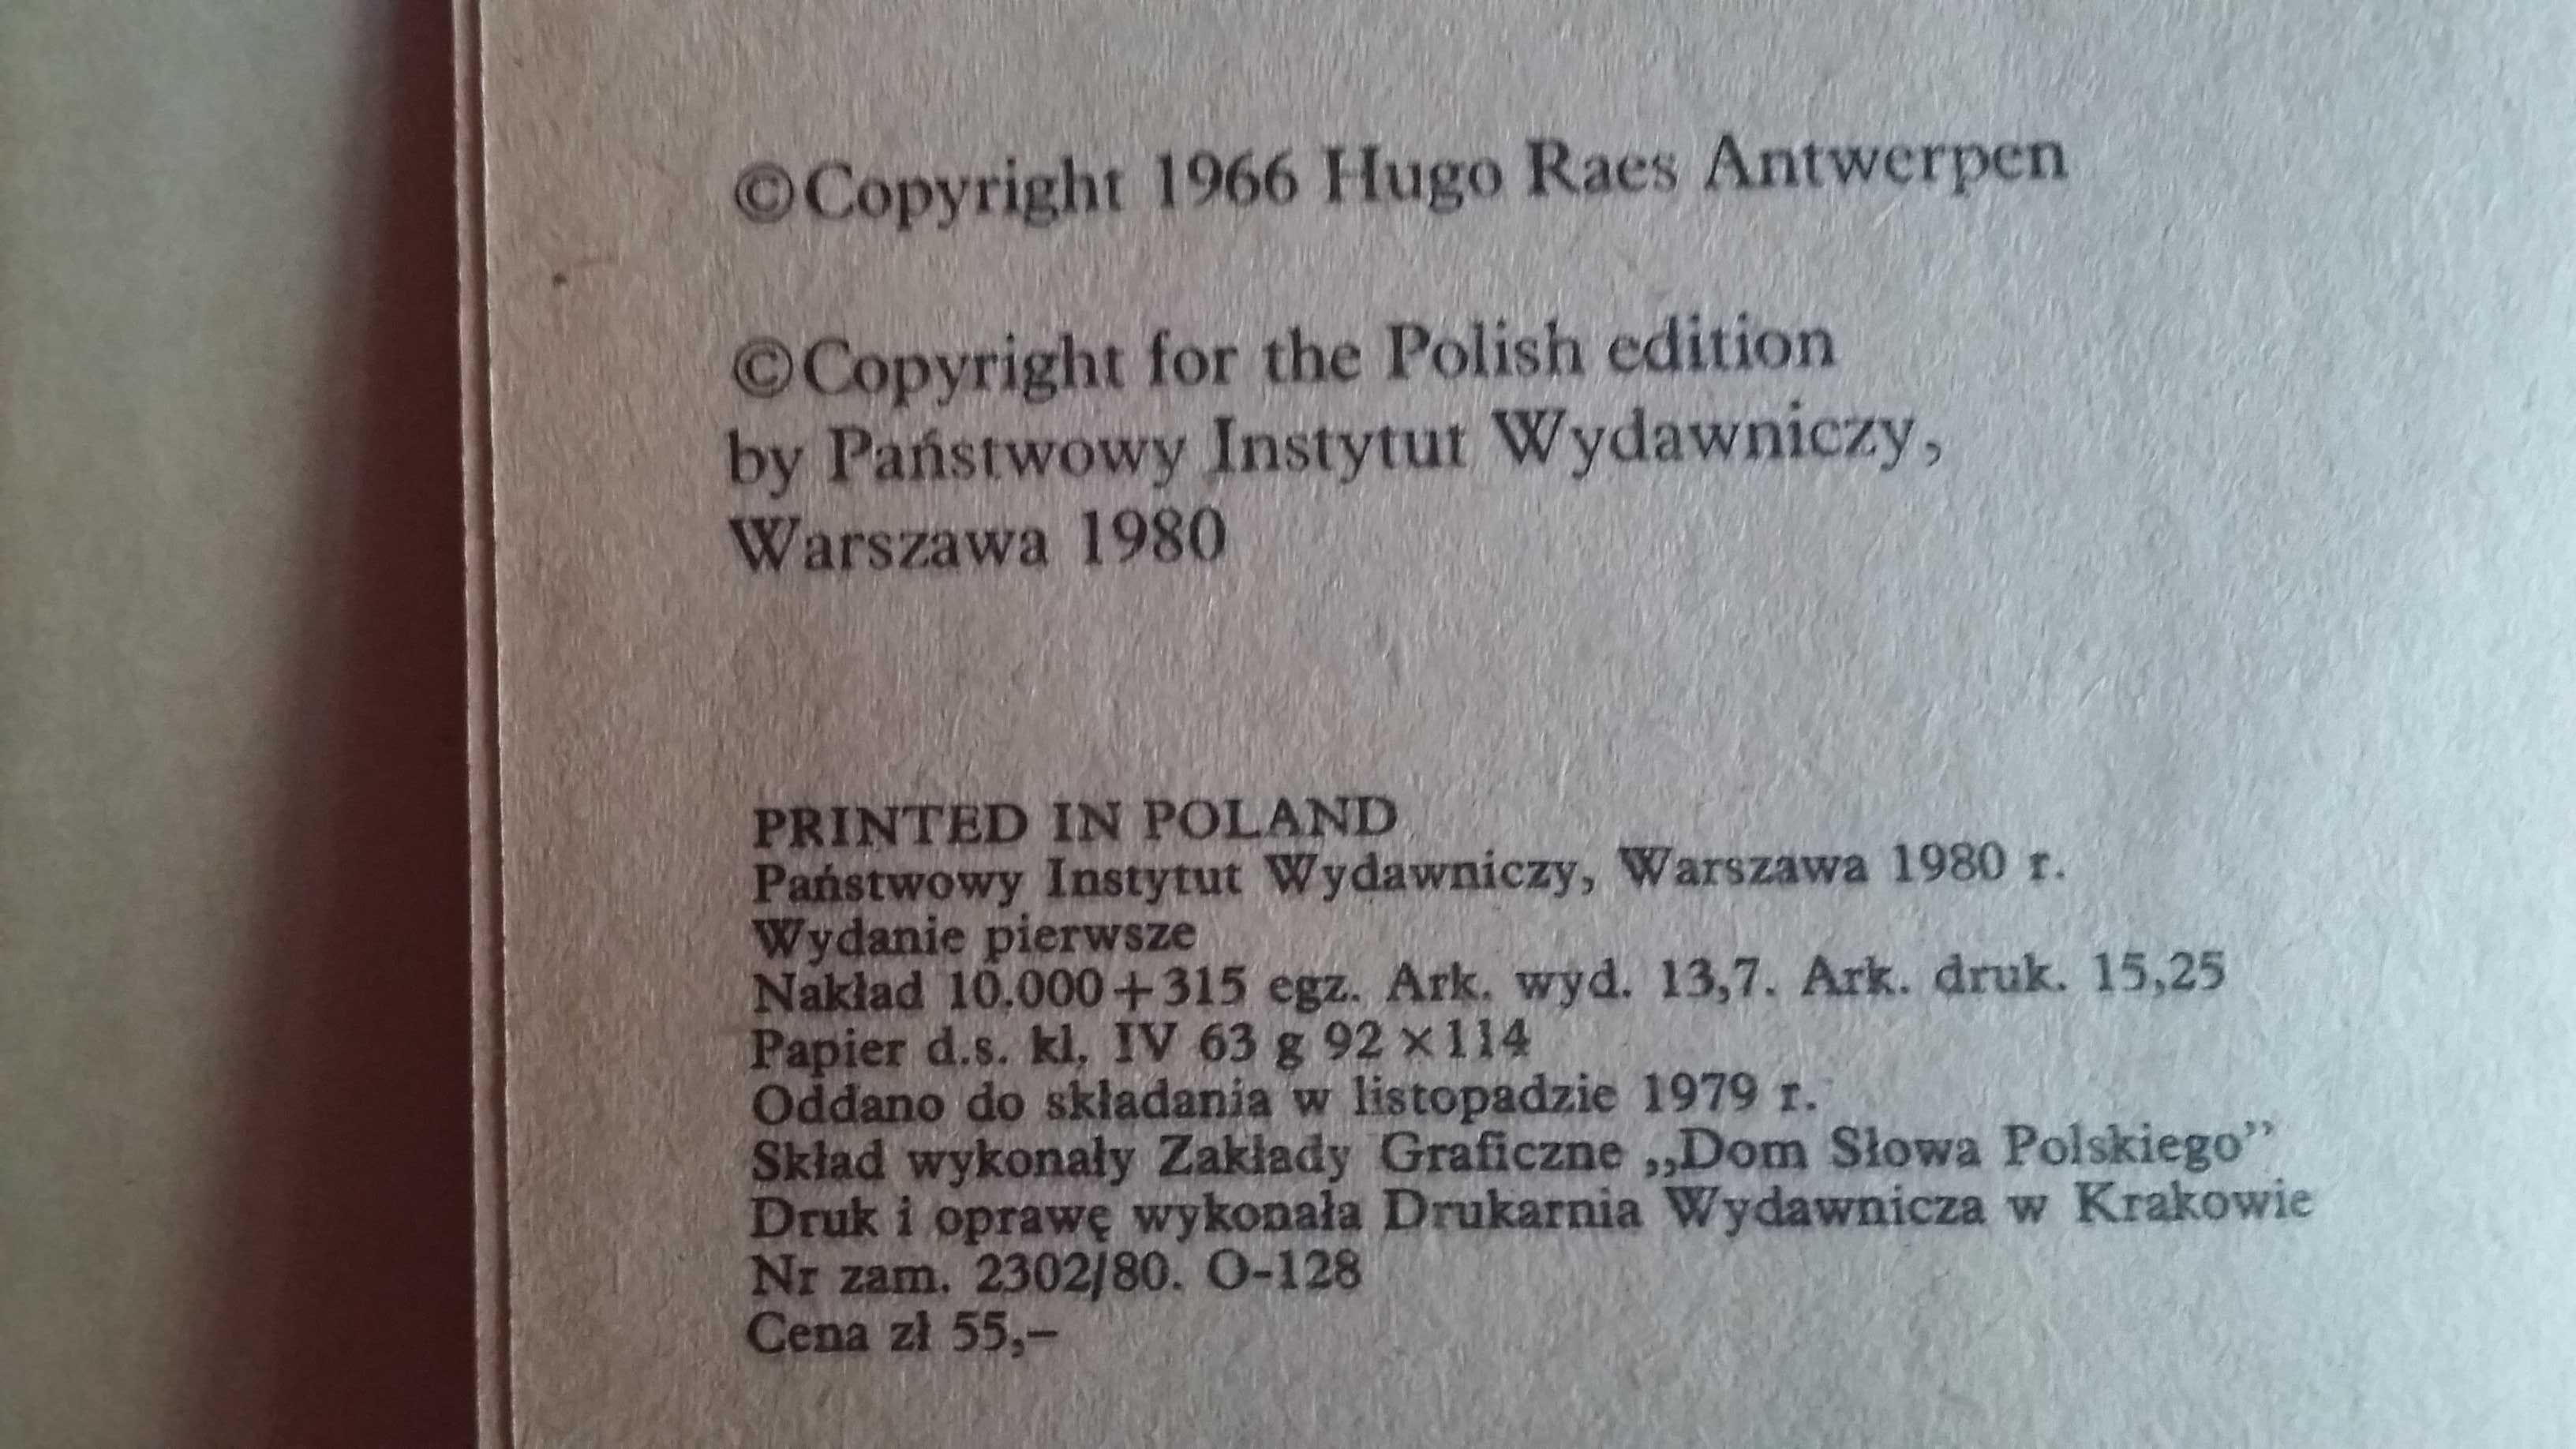 ©Copyright 1966 Hugo Raes Antwerpen
©Copyright for the Polish edition
by Państwowy Instytut Wydawniczy,
Warszawa 1980
PRINTED IN POLAND
Państwowy Instytut Wydawniczy, Warszawa 1980 r.
Wydanie pierwsze
Nakład 10.000+315 egz. Ark. wyd. 13,7. Ark. druk. 15,25
Papier d.s. kl. IV 63 g 92×114
Oddano do składania w listopadzie 1979 r.
Skład wykonały Zakłady Graficzne „Dom Słowa Polskiego”
Druk i oprawę wykonała Drukarnia Wydawnicza w Krakowie
Nr zam. 2302/80. O-128
Cena zł 55,–